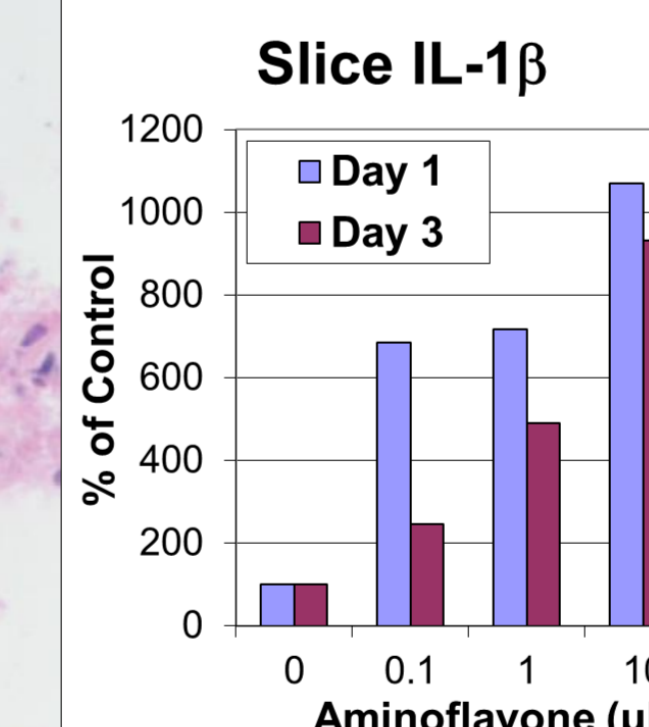 Slice IL-1β
Day 1
Day 3
1200
1000
800
600
400
200
0
% of Control
0 0.1 1
Aminoflavone